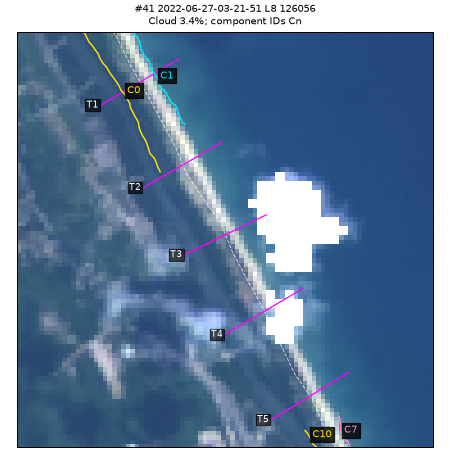 #41 2022-06-27-03-21-51 L8 126056
Cloud 3.4%; component IDs Cn
C1
C0
T1
T2
T3
T4
T5
C7
C10